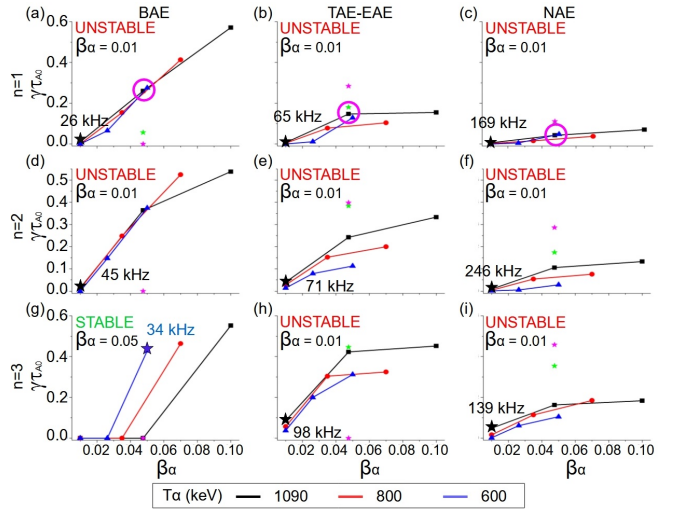 BAE TAE-EAE NAE
(a) (b) (c)
n=1
γτA0
0.6
0.4
0.2
0.0
UNSTABLE
βα = 0.01
26 kHz
UNSTABLE
βα = 0.01
65 kHz
UNSTABLE
βα = 0.01
169 kHz
(d) (e) (f)
n=2
γτA0
0.5
0.4
0.3
0.2
0.1
0.0
UNSTABLE
βα = 0.01
45 kHz
UNSTABLE
βα = 0.01
71 kHz
UNSTABLE
βα = 0.01
246 kHz
(g) (h) (i)
n=3
γτA0
0.6
0.4
0.2
0.0
STABLE
βα = 0.05
34 kHz
UNSTABLE
βα = 0.01
98 kHz
UNSTABLE
βα = 0.01
139 kHz
0.02 0.04 0.06 0.08 0.10 0.02 0.04 0.06 0.08 0.10 0.02 0.04 0.06 0.08 0.10
βα βα βα
Tα (keV) 1090 800 600